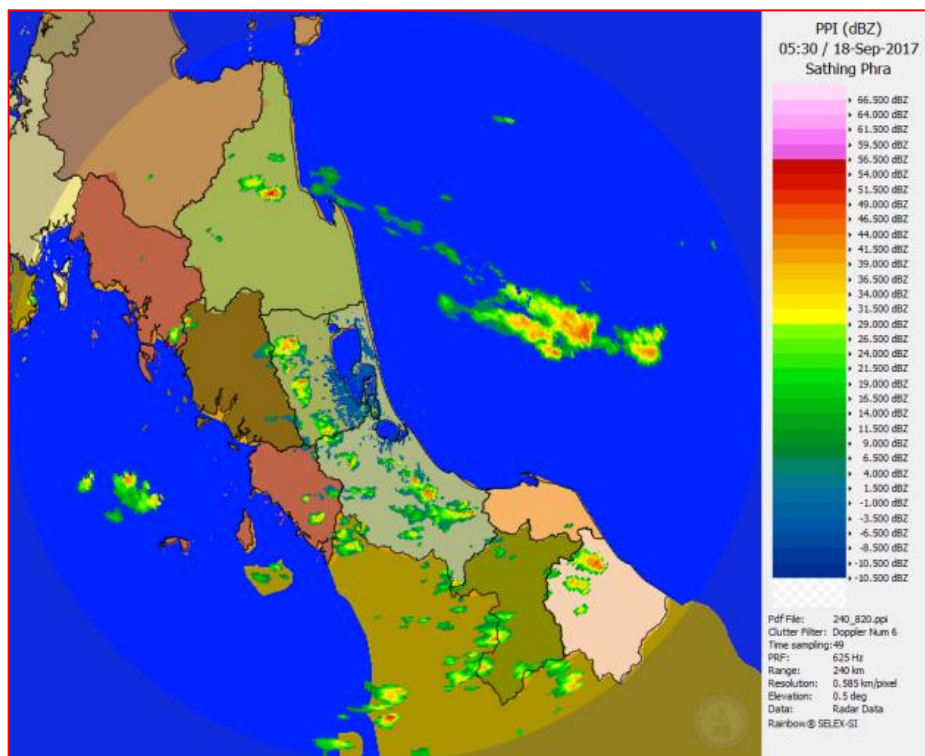 PPI (dBZ)
05:30 / 18-Sep-2017
Sathing Phra
66.500 dBZ
64.000 dBZ
61.500 dBZ
59.500 dBZ
56.500 dBZ
54.000 dBZ
51.500 dBZ
49.000 dBZ
46.500 dBZ
44.000 dBZ
41.500 dBZ
39.000 dBZ
36.500 dBZ
34.000 dBZ
31.500 dBZ
29.000 dBZ
26.500 dBZ
24.000 dBZ
21.500 dBZ
19.000 dBZ
16.500 dBZ
14.000 dBZ
11.500 dBZ
9.000 dBZ
6.500 dBZ
4.000 dBZ
1.500 dBZ
-1.000 dBZ
-3.500 dBZ
-6.500 dBZ
-8.500 dBZ
-10.500 dBZ
-10.500 dBZ
Pdf File: 240_820.ppi
Clutter Filter: Doppler Num 6
Time sampling: 49
PRF: 625 Hz
Range: 240 km
Resolution: 0.585 km/pixel
Elevation: 0.5 deg
Data: Radar Data
Rainbow® SELEX-SI